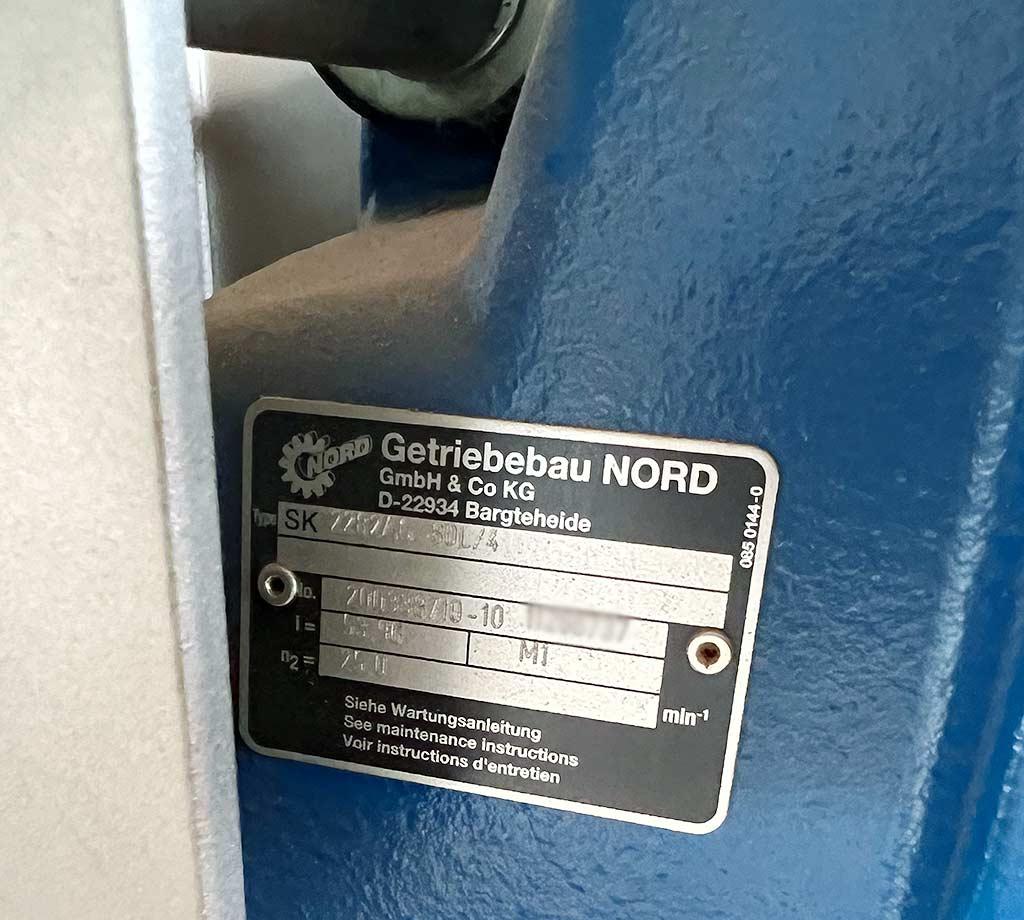 NORD
Getriebebau NORD
GmbH & Co KG
D-22934 Bargteheide
085 0144-0
Type SK
No.
i= M1
n2= min-1
Siehe Wartungsanleitung
See maintenance instructions
Voir instructions d'entretien